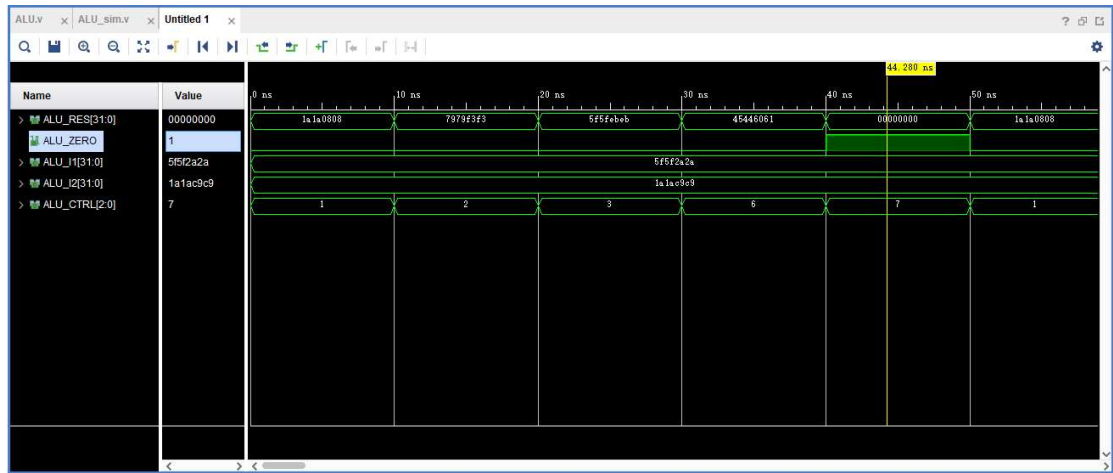 ALU.v x ALU_sim.v x Untitled 1 x ?
44.280 ns
Name Value 0 ns 10 ns 20 ns 30 ns 40 ns 50 ns
ALU_RES[31:0] 00000000 1a1a0808 7979f3f3 5f5febeb 45446061 00000000 1a1a0808
ALU_ZERO 1
ALU_I1[31:0] 5f5f2a2a 5f5f2a2a
ALU_I2[31:0] 1a1ac9c9 1a1ac9c9
ALU_CTRL[2:0] 7 1 2 3 6 7 1